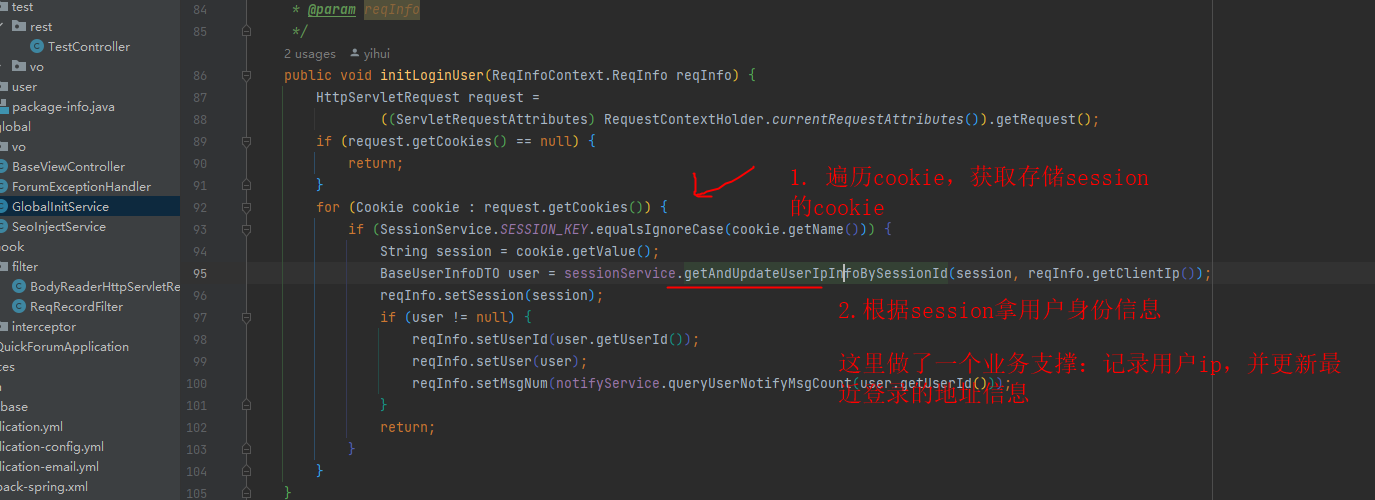 test
rest
TestController
vo
user
package-info.java
global
vo
BaseViewController
ForumExceptionHandler
GlobalInitService
SeoInjectService
hook
filter
BodyReaderHttpServletRe
ReqRecordFilter
interceptor
QuickForumApplication
ces
base
lication.yml
lication-config.yml
lication-email.yml
back-spring.xml
84 * @param reqInfo
85 */
2 usages yihui
86 public void initLoginUser(ReqInfoContext.ReqInfo reqInfo) {
87 HttpServletRequest request =
88 ((ServletRequestAttributes) RequestContextHolder.currentRequestAttributes()).getRequest();
89 if (request.getCookies() == null) {
90 return;
91 }
92 for (Cookie cookie : request.getCookies()) {
93 if (SessionService.SESSION_KEY.equalsIgnoreCase(cookie.getName())) {
94 String session = cookie.getValue();
95 BaseUserInfoDTO user = sessionService.getAndUpdateUserIpInfoBySessionId(session, reqInfo.getClientIp());
96 reqInfo.setSession(session);
97 if (user != null) {
98 reqInfo.setUserId(user.getUserId());
99 reqInfo.setUser(user);
100 reqInfo.setMsgNum(notifyService.queryUserNotifyMsgCount(user.getUserId()));
101 }
102 return;
103 }
104 }
105 }
1. 遍历cookie，获取存储session
的cookie
2.根据session拿用户身份信息
这里做了一个业务支撑：记录用户ip，并更新最
近登录的地址信息